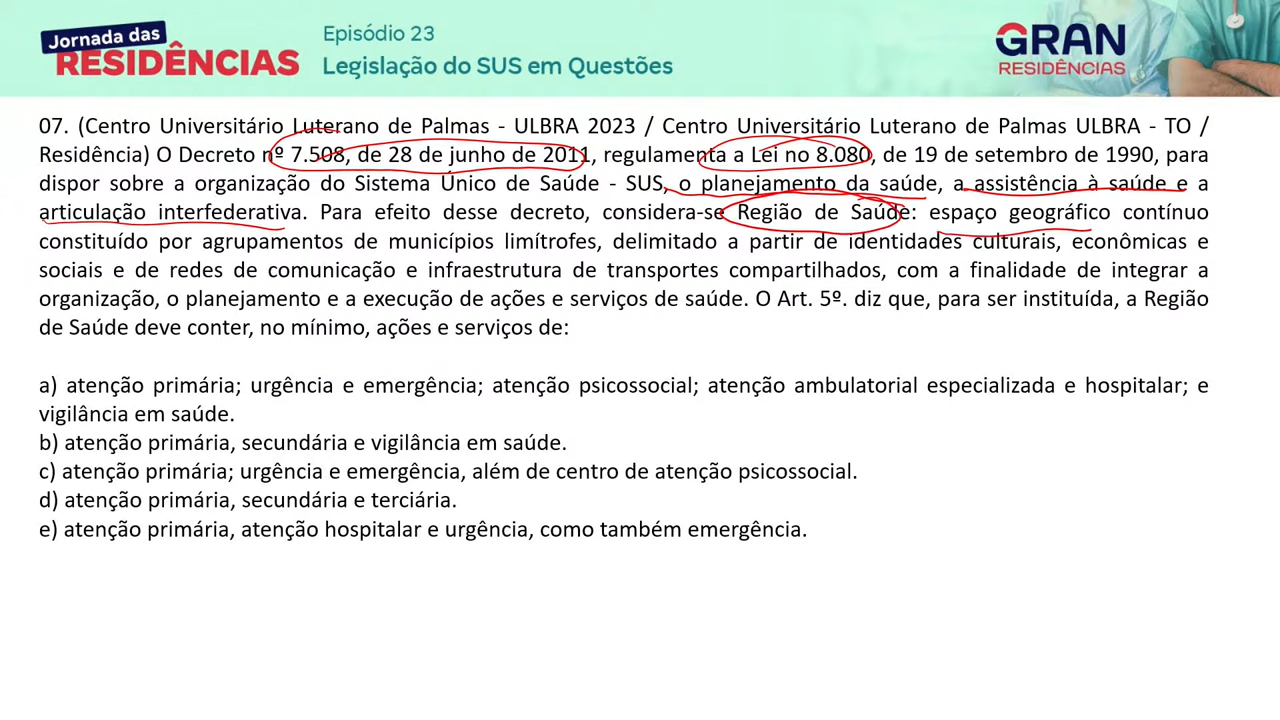 Jornada das
RESIDÊNCIAS
Episódio 23
Legislação do SUS em Questões
GRAN
RESIDÊNCIAS
07. (Centro Universitário Luterano de Palmas - ULBRA 2023 / Centro Universitário Luterano de Palmas ULBRA - TO /
Residência) O Decreto nº 7.508, de 28 de junho de 2011, regulamenta a Lei no 8.080, de 19 de setembro de 1990, para
dispor sobre a organização do Sistema Único de Saúde - SUS, o planejamento da saúde, a assistência à saúde e a
articulação interfederativa. Para efeito desse decreto, considera-se Região de Saúde: espaço geográfico contínuo
constituído por agrupamentos de municípios limítrofes, delimitado a partir de identidades culturais, econômicas e
sociais e de redes de comunicação e infraestrutura de transportes compartilhados, com a finalidade de integrar a
organização, o planejamento e a execução de ações e serviços de saúde. O Art. 5º. diz que, para ser instituída, a Região
de Saúde deve conter, no mínimo, ações e serviços de:
a) atenção primária; urgência e emergência; atenção psicossocial; atenção ambulatorial especializada e hospitalar; e
vigilância em saúde.
b) atenção primária, secundária e vigilância em saúde.
c) atenção primária; urgência e emergência, além de centro de atenção psicossocial.
d) atenção primária, secundária e terciária.
e) atenção primária, atenção hospitalar e urgência, como também emergência.